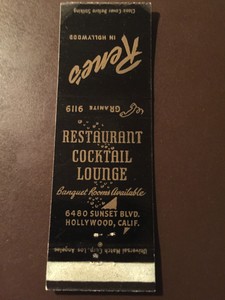 Close Cover Before Striking
IN HOLLYWOOD
Rene's
GRANITE 9119
RESTAURANT
COCKTAIL
LOUNGE
Banquet Rooms Available
6480 SUNSET BLVD.
HOLLYWOOD, CALIF.
Universal Match Corp. Los Angeles